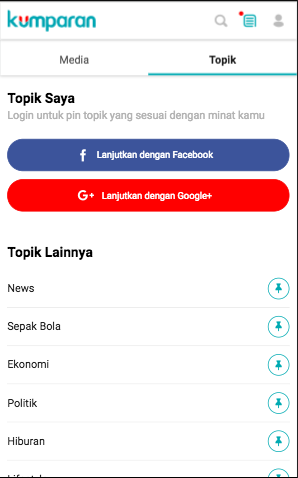 kumparan
Media
Topik
Topik Saya
Login untuk pin topik yang sesuai dengan minat kamu
Lanjutkan dengan Facebook
G+ Lanjutkan dengan Google+
Topik Lainnya
News
Sepak Bola
Ekonomi
Politik
Hiburan